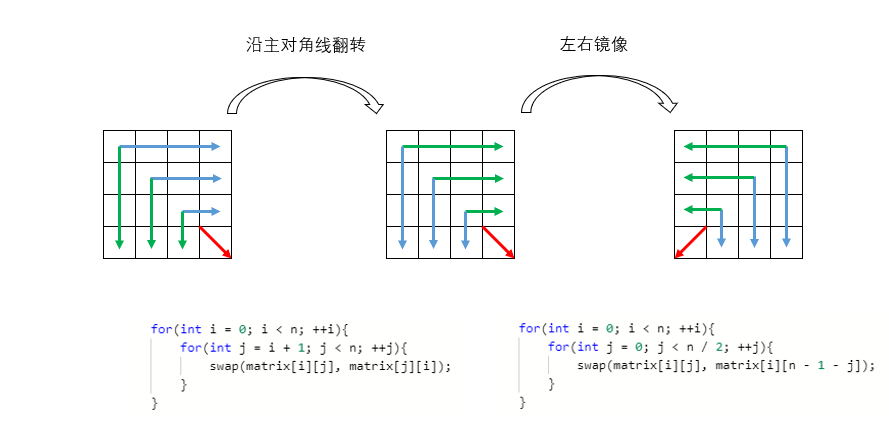 沿主对角线翻转
左右镜像
for(int i = 0; i < n; ++i){
for(int j = i + 1; j < n; ++j){
swap(matrix[i][j], matrix[j][i]);
}
}
for(int i = 0; i < n; ++i){
for(int j = 0; j < n / 2; ++j){
swap(matrix[i][j], matrix[i][n - 1 - j]);
}
}